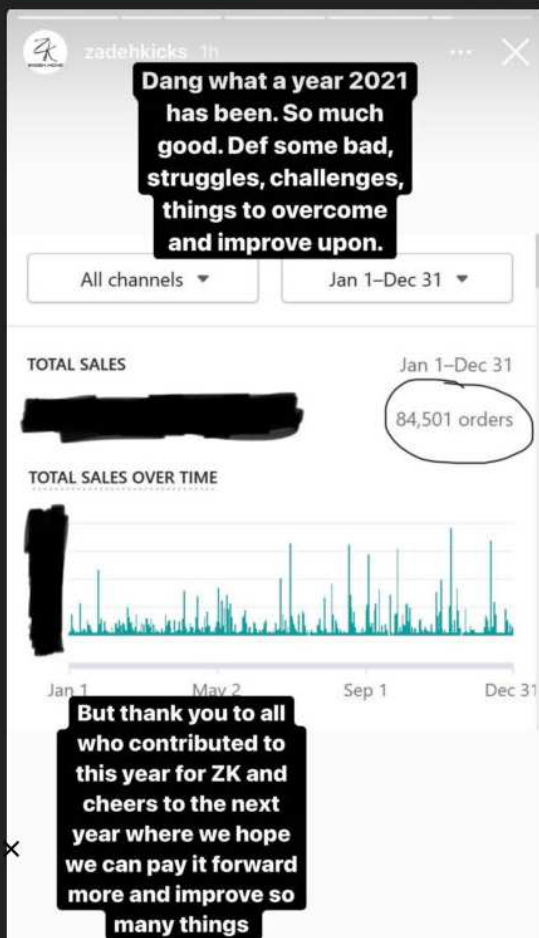 zadehkicks 1h
Dang what a year 2021
has been. So much
good. Def some bad,
struggles, challenges,
things to overcome
and improve upon.
All channels
Jan 1–Dec 31
TOTAL SALES
Jan 1–Dec 31
84,501 orders
TOTAL SALES OVER TIME
Jan 1
May 2
Sep 1
Dec 31
But thank you to all
who contributed to
this year for ZK and
cheers to the next
year where we hope
we can pay it forward
more and improve so
many things